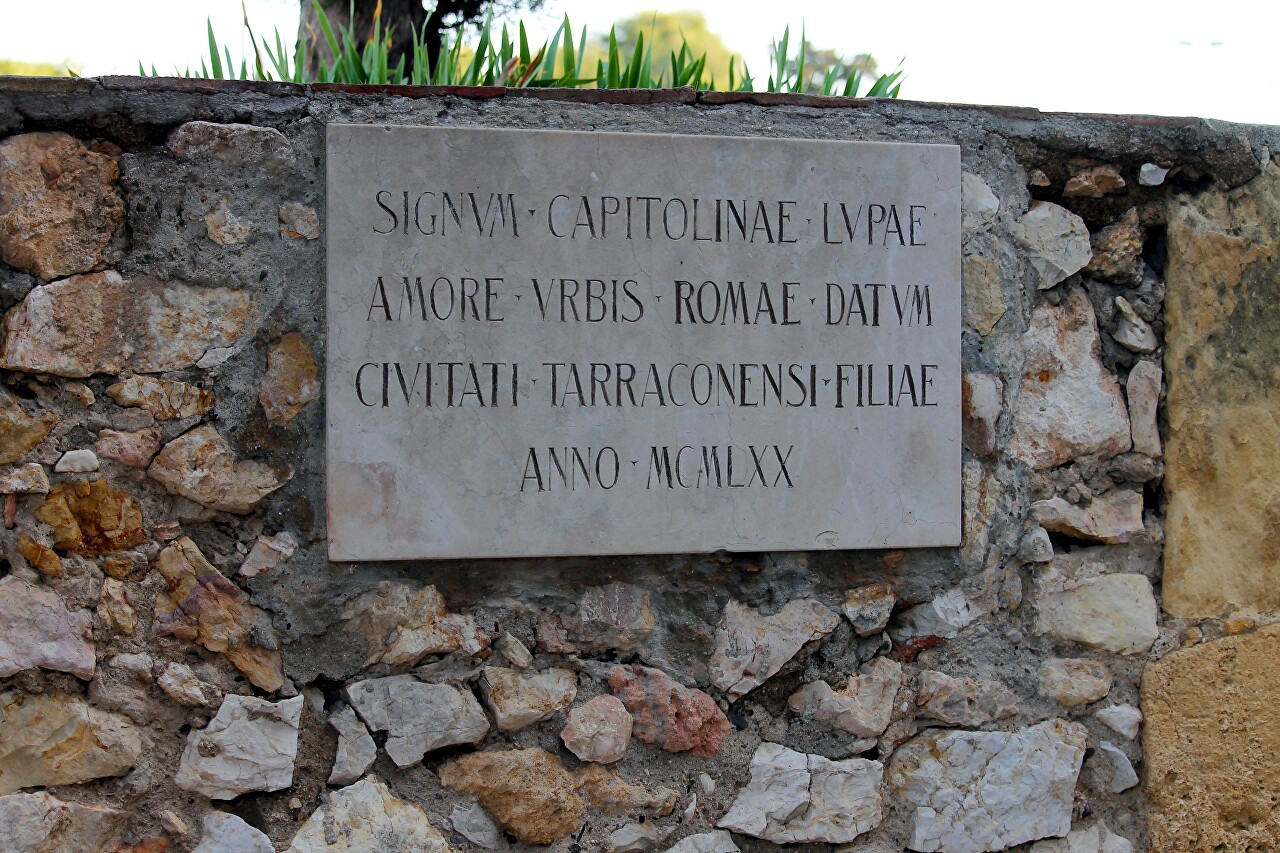 SIGNVM · CAPITOLINAE · LVPAE
AMORE · VRBIS · ROMAE · DATVM
CIVITATI · TARRACONENSI · FILIAE
ANNO · MCMLXX